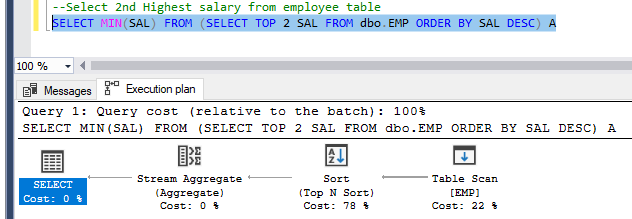 --Select 2nd Highest salary from employee table
SELECT MIN(SAL) FROM (SELECT TOP 2 SAL FROM dbo.EMP ORDER BY SAL DESC) A
100 %
Messages Execution plan
Query 1: Query cost (relative to the batch): 100%
SELECT MIN(SAL) FROM (SELECT TOP 2 SAL FROM dbo.EMP ORDER BY SAL DESC) A
SELECT
Cost: 0 %
Stream Aggregate
(Aggregate)
Cost: 0 %
Sort
(Top N Sort)
Cost: 78 %
Table Scan
[EMP]
Cost: 22 %